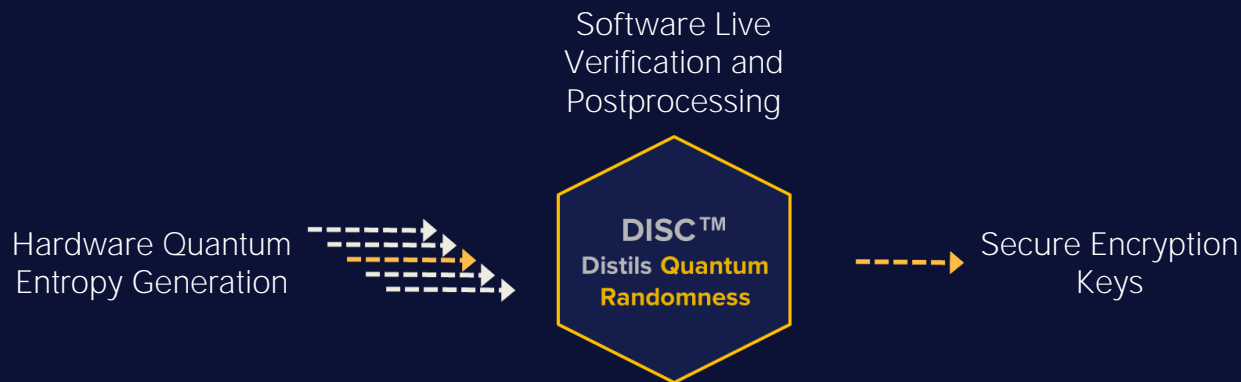 Software Live
Verification and
Postprocessing
Hardware Quantum
Entropy Generation
DISC™
Distils Quantum
Randomness
Secure Encryption
Keys